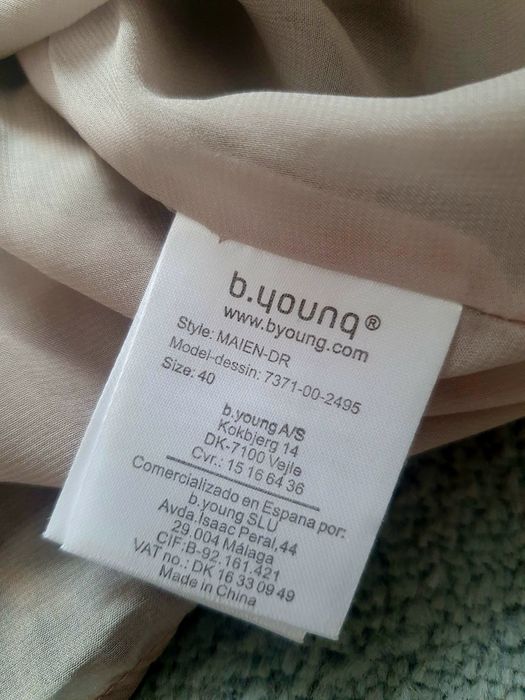 b.young®
www.byoung.com
Style: MAIEN-DR
Model-dessin: 7371-00-2495
Size: 40
b.young A/S
Kokbjerg 14
DK-7100 Vejle
Cvr.: 15 16 64 36
Comercializado en España por:
b.young SLU
Avda.Isaac Peral,44
29.004 Málaga
CIF:B-92.161.421
VAT no.: DK 16 33 09 49
Made in China